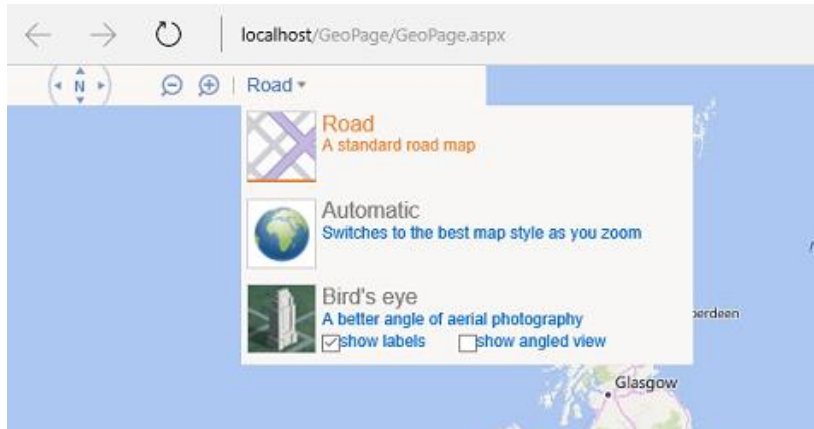 localhost/GeoPage/GeoPage.aspx
N
Road
Road
A standard road map
Automatic
Switches to the best map style as you zoom
Bird's eye
A better angle of aerial photography
show labels show angled view
erdeen
Glasgow